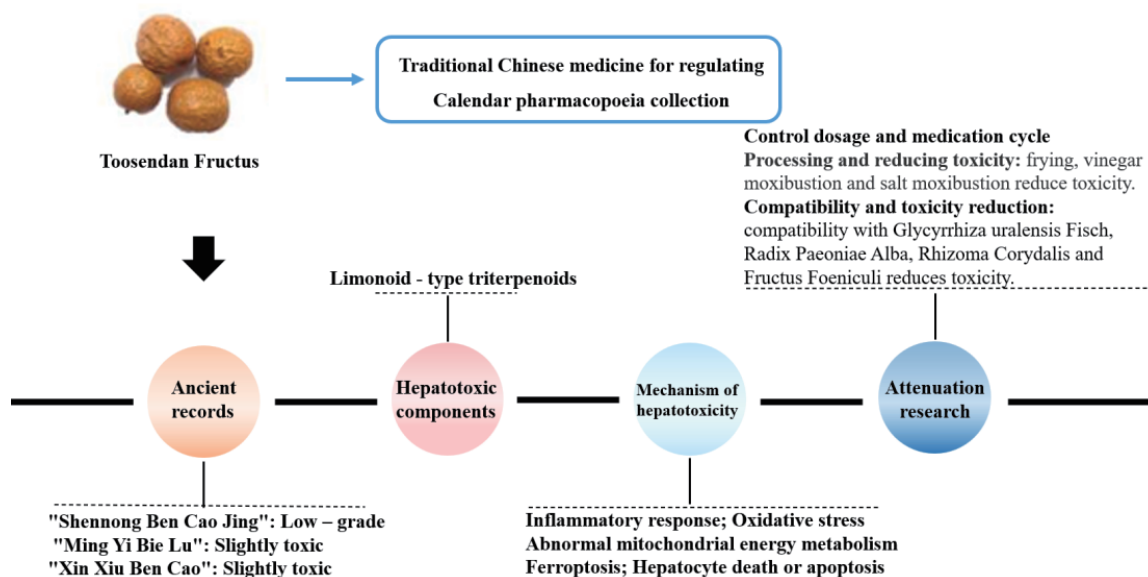 Traditional Chinese medicine for regulating
Calendar pharmacopoeia collection
Toosendan Fructus
Control dosage and medication cycle
Processing and reducing toxicity: frying, vinegar
moxibustion and salt moxibustion reduce toxicity.
Compatibility and toxicity reduction:
compatibility with Glycyrrhiza uralensis Fisch,
Radix Paeoniae Alba, Rhizoma Corydalis and
Fructus Foeniculi reduces toxicity.
Limonoid - type triterpenoids
Ancient
records
Hepatotoxic
components
Mechanism of
hepatotoxicity
Attenuation
research
"Shennong Ben Cao Jing": Low – grade
"Ming Yi Bie Lu": Slightly toxic
"Xin Xiu Ben Cao": Slightly toxic
Inflammatory response; Oxidative stress
Abnormal mitochondrial energy metabolism
Ferroptosis; Hepatocyte death or apoptosis